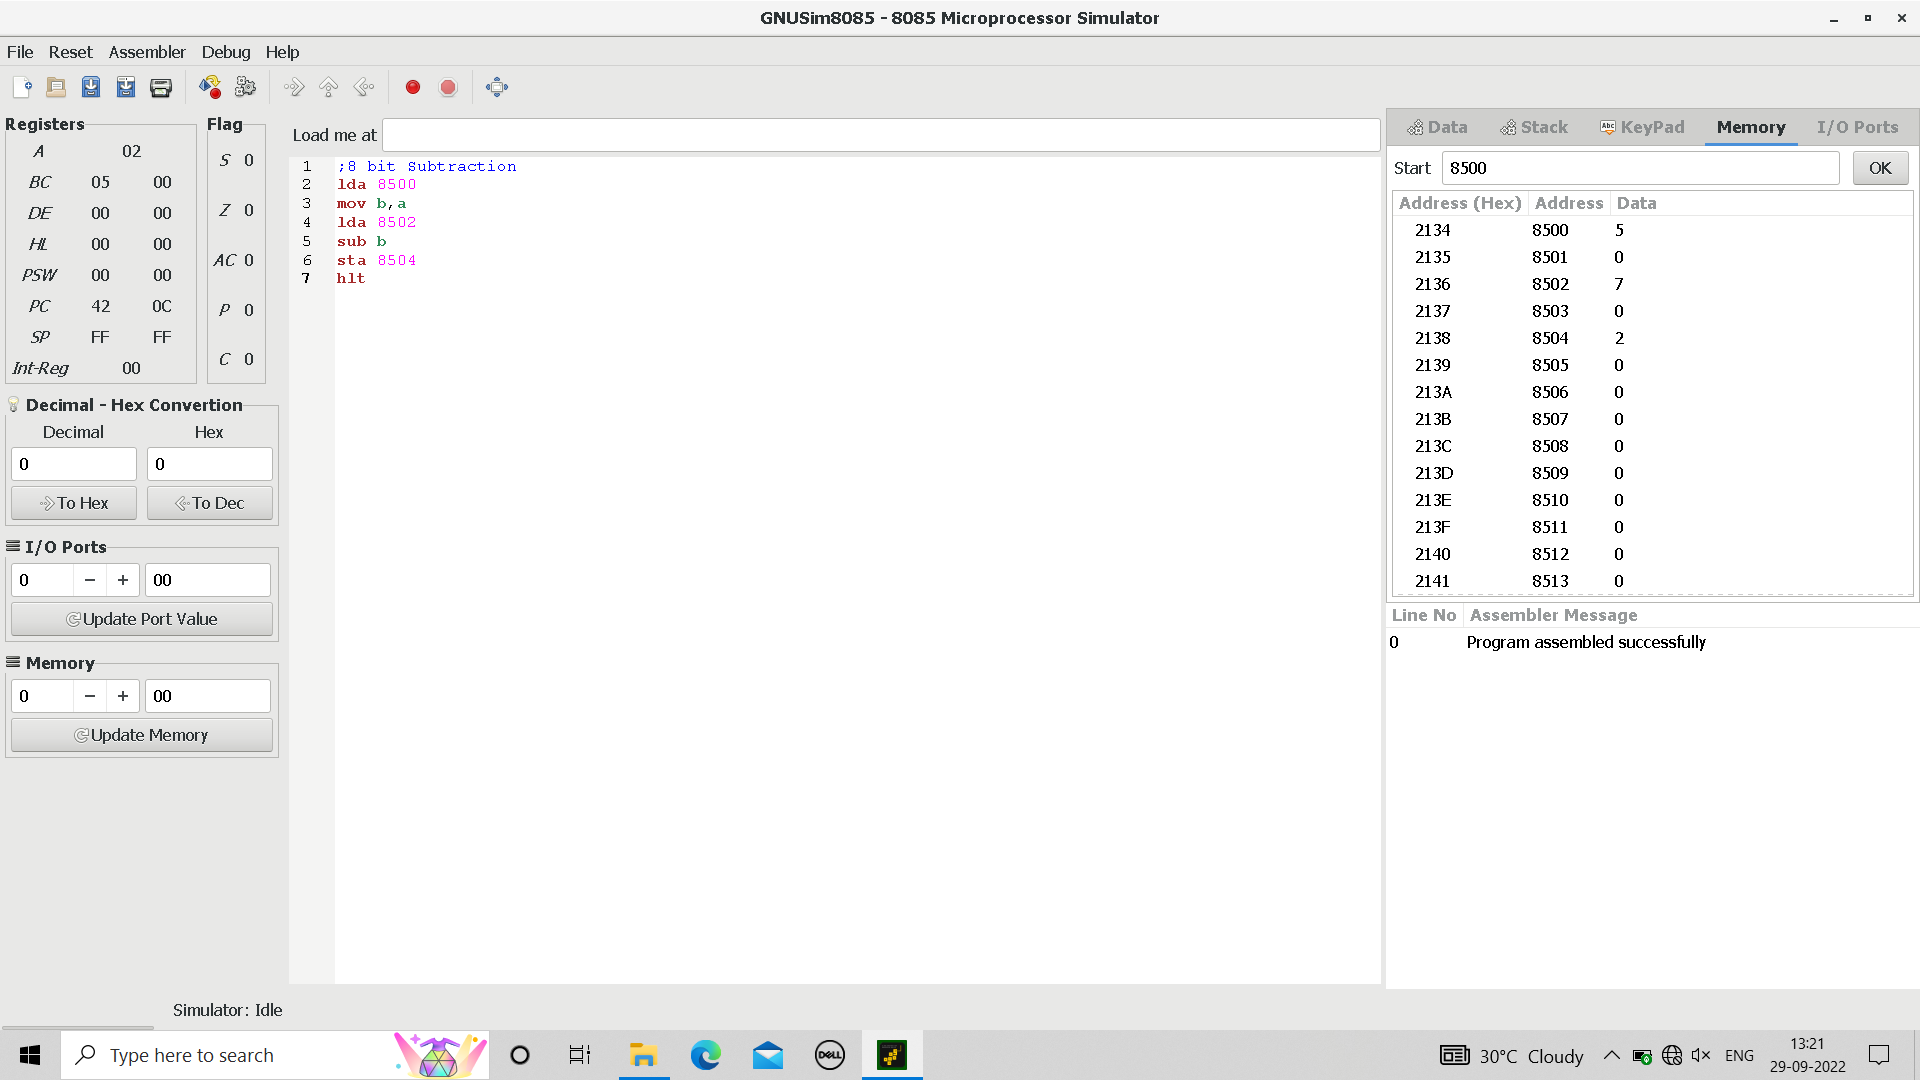 GNUSim8085 - 8085 Microprocessor Simulator
File Reset Assembler Debug Help
Registers
A 02
BC 05 00
DE 00 00
HL 00 00
PSW 00 00
PC 42 0C
SP FF FF
Int-Reg 00
Flag
S 0
Z 0
AC 0
P 0
C 0
Decimal - Hex Convertion
Decimal Hex
0 0
To Hex To Dec
I/O Ports
0 − + 00
Update Port Value
Memory
0 − + 00
Update Memory
Load me at
1 ;8 bit Subtraction
2 lda 8500
3 mov b,a
4 lda 8502
5 sub b
6 sta 8504
7 hlt
Data Stack Abc KeyPad Memory I/O Ports
Start 8500 OK
Address (Hex) Address Data
2134 8500 5
2135 8501 0
2136 8502 7
2137 8503 0
2138 8504 2
2139 8505 0
213A 8506 0
213B 8507 0
213C 8508 0
213D 8509 0
213E 8510 0
213F 8511 0
2140 8512 0
2141 8513 0
Line No Assembler Message
0 Program assembled successfully
Simulator: Idle
Type here to search
DELL
30°C Cloudy
ENG
13:21
29-09-2022